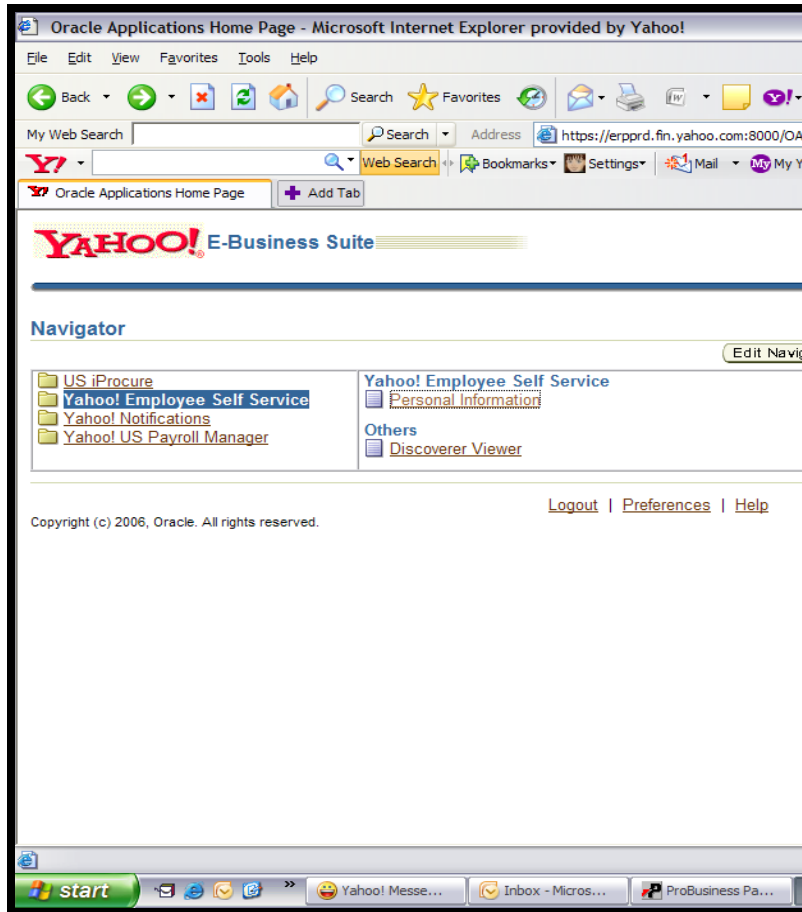 Oracle Applications Home Page - Microsoft Internet Explorer provided by Yahoo!
File Edit View Favorites Tools Help
Back Search Favorites
My Web Search Search Address https://erpprd.fin.yahoo.com:8000/OA
Y! Web Search Bookmarks Settings Mail My My Y
Y! Oracle Applications Home Page Add Tab
YAHOO! E-Business Suite
Navigator
Edit Navig
US iProcure
Yahoo! Employee Self Service
Yahoo! Notifications
Yahoo! US Payroll Manager
Yahoo! Employee Self Service
Personal Information
Others
Discoverer Viewer
Logout | Preferences | Help
Copyright (c) 2006, Oracle. All rights reserved.
start » Yahoo! Messe... Inbox - Micros... ProBusiness Pa...